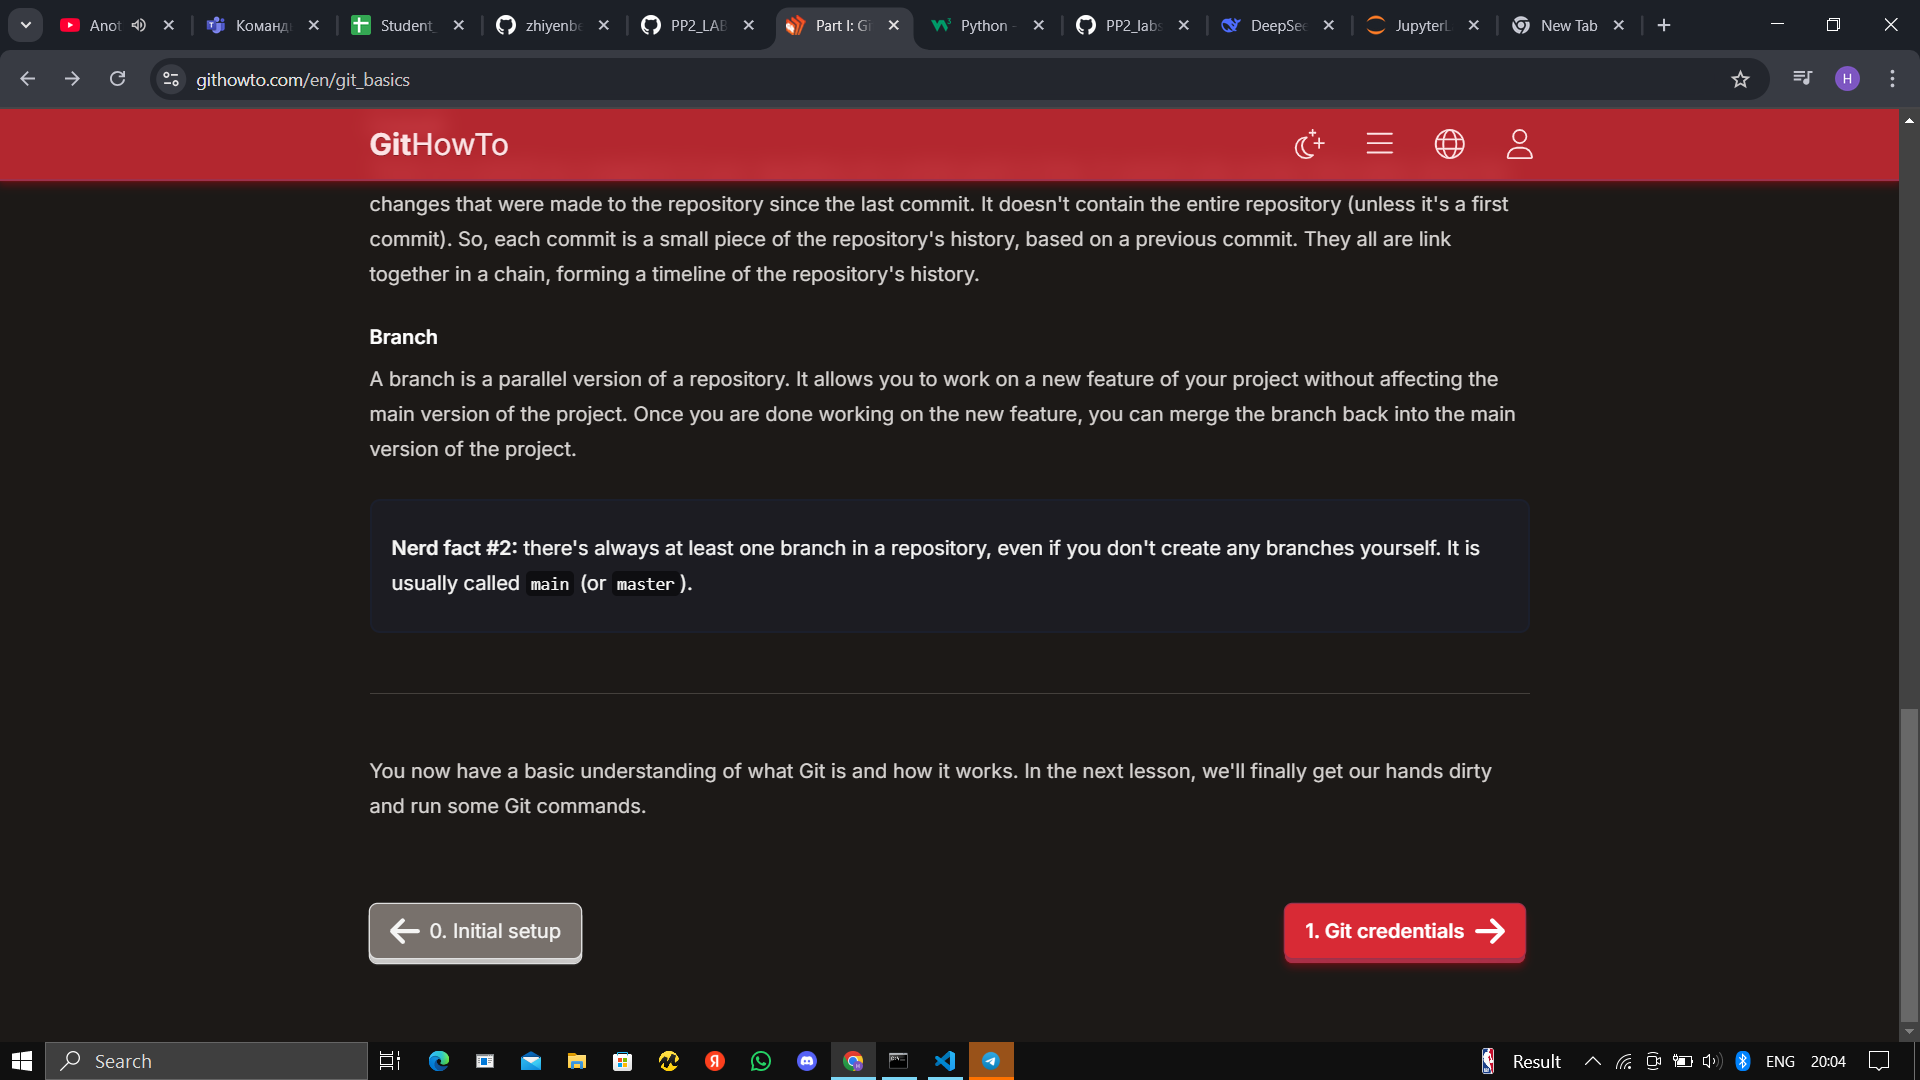 Anot
Команд
Student_
zhiyenbe
PP2_LAB
Part I: Gi
Python -
PP2_labs
DeepSee
JupyterL
New Tab
githowto.com/en/git_basics
H
GitHowTo
changes that were made to the repository since the last commit. It doesn't contain the entire repository (unless it's a first
commit). So, each commit is a small piece of the repository's history, based on a previous commit. They all are link
together in a chain, forming a timeline of the repository's history.
Branch
A branch is a parallel version of a repository. It allows you to work on a new feature of your project without affecting the
main version of the project. Once you are done working on the new feature, you can merge the branch back into the main
version of the project.
Nerd fact #2: there's always at least one branch in a repository, even if you don't create any branches yourself. It is
usually called main (or master).
You now have a basic understanding of what Git is and how it works. In the next lesson, we'll finally get our hands dirty
and run some Git commands.
0. Initial setup
1. Git credentials
Search
Result
ENG
20:04